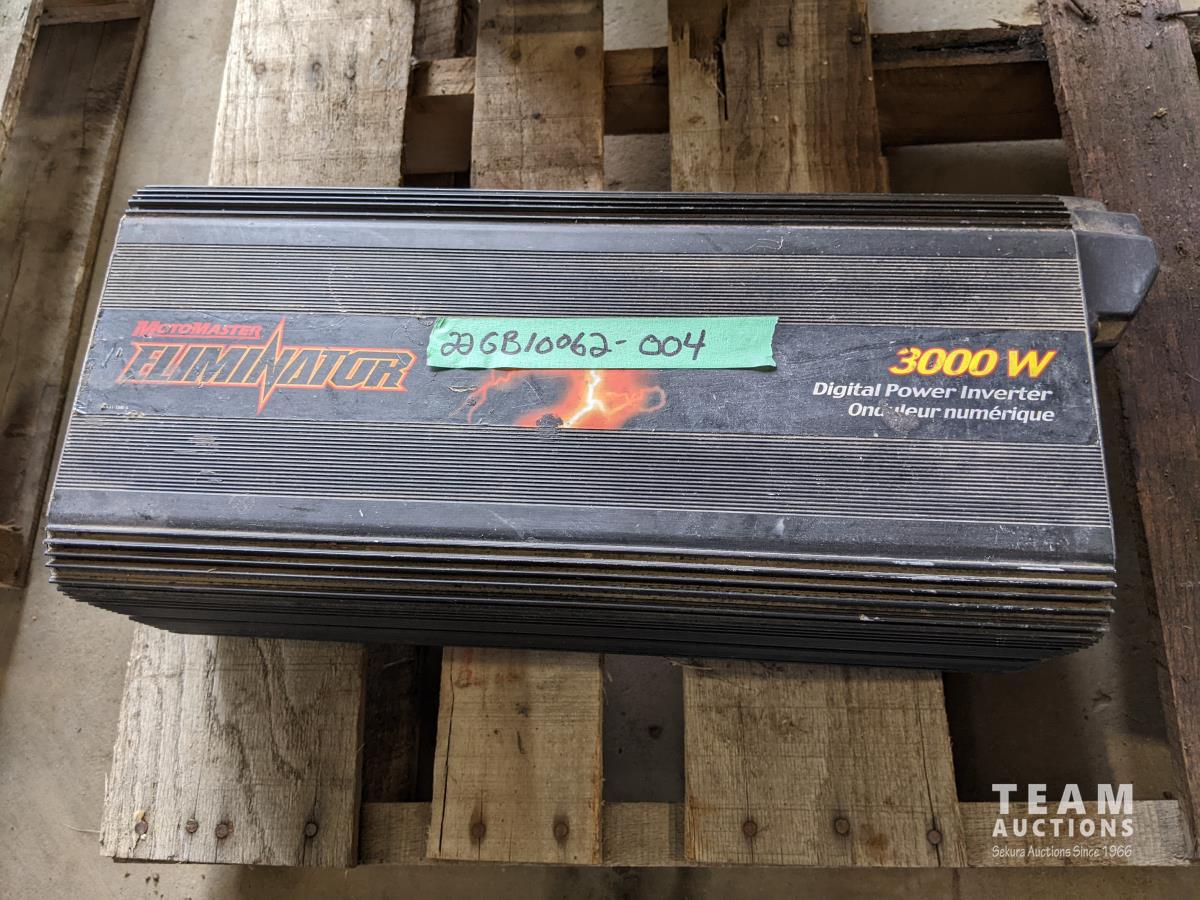 MOTOMASTER
ELIMINATOR
22GB10062-004
3000 W
Digital Power Inverter
Onduleur numérique
TEAM
AUCTIONS
Sekura Auctions Since 1966